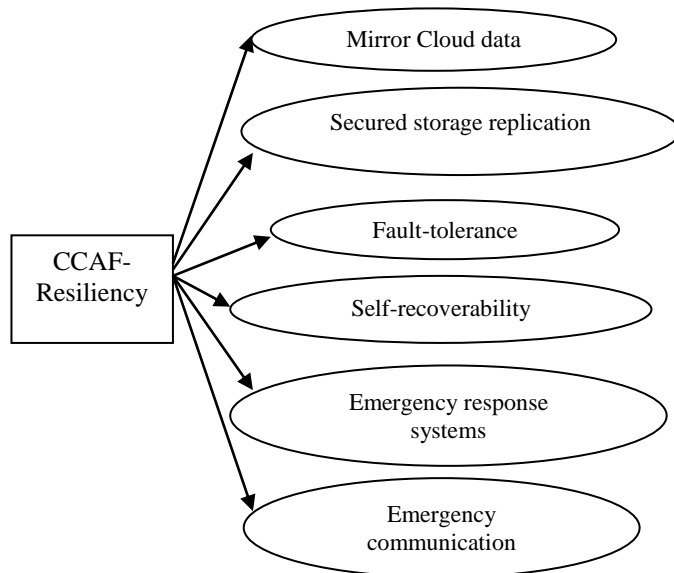 Mirror Cloud data
Secured storage replication
Fault-tolerance
CCAF-
Resiliency
Self-recoverability
Emergency response
systems
Emergency
communication